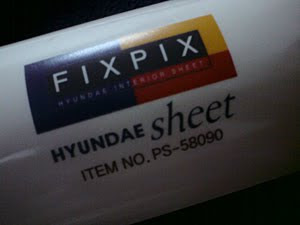 FIXPIX
HYUNDAE INTERIOR SHEET
HYUNDAE sheet
ITEM NO. PS-58090